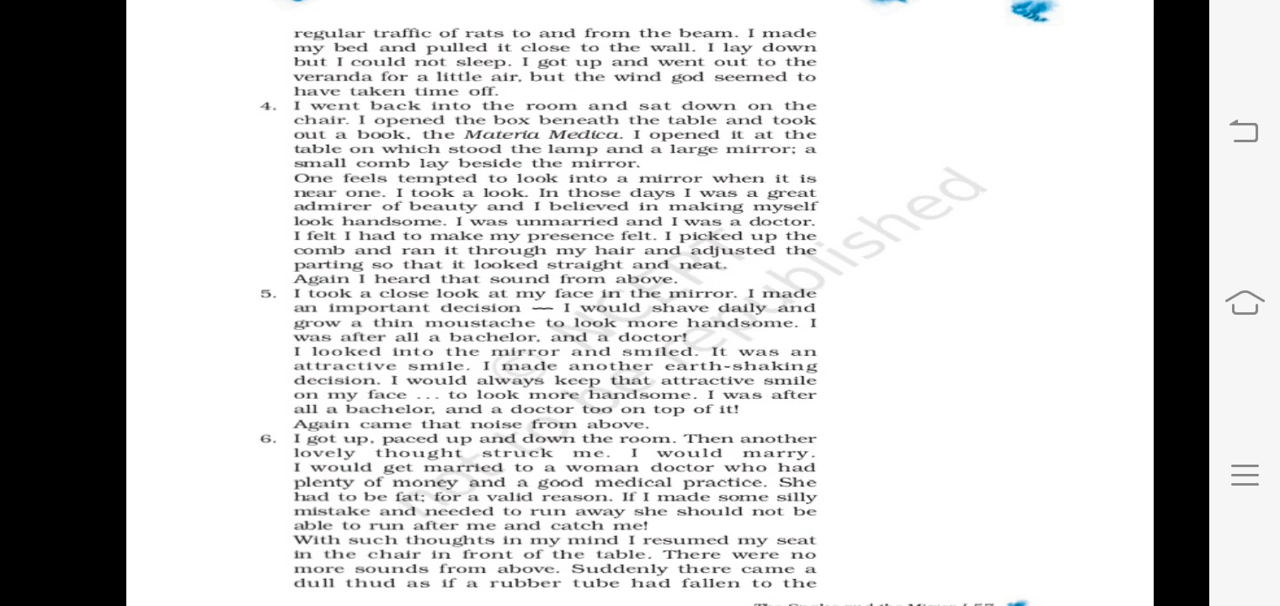 regular traffic of rats to and from the beam. I made
my bed and pulled it close to the wall. I lay down
but I could not sleep. I got up and went out to the
veranda for a little air, but the wind god seemed to
have taken time off.
4. I went back into the room and sat down on the
chair. I opened the box beneath the table and took
out a book, the Materia Medica. I opened it at the
table on which stood the lamp and a large mirror; a
small comb lay beside the mirror.
One feels tempted to look into a mirror when it is
near one. I took a look. In those days I was a great
admirer of beauty and I believed in making myself
look handsome. I was unmarried and I was a doctor.
I felt I had to make my presence felt. I picked up the
comb and ran it through my hair and adjusted the
parting so that it looked straight and neat.
Again I heard that sound from above.
5. I took a close look at my face in the mirror. I made
an important decision — I would shave daily and
grow a thin moustache to look more handsome. I
was after all a bachelor, and a doctor!
I looked into the mirror and smiled. It was an
attractive smile. I made another earth-shaking
decision. I would always keep that attractive smile
on my face ... to look more handsome. I was after
all a bachelor, and a doctor too on top of it!
Again came that noise from above.
6. I got up, paced up and down the room. Then another
lovely thought struck me. I would marry.
I would get married to a woman doctor who had
plenty of money and a good medical practice. She
had to be fat; for a valid reason. If I made some silly
mistake and needed to run away she should not be
able to run after me and catch me!
With such thoughts in my mind I resumed my seat
in the chair in front of the table. There were no
more sounds from above. Suddenly there came a
dull thud as if a rubber tube had fallen to the
© NCERT
not to be republished